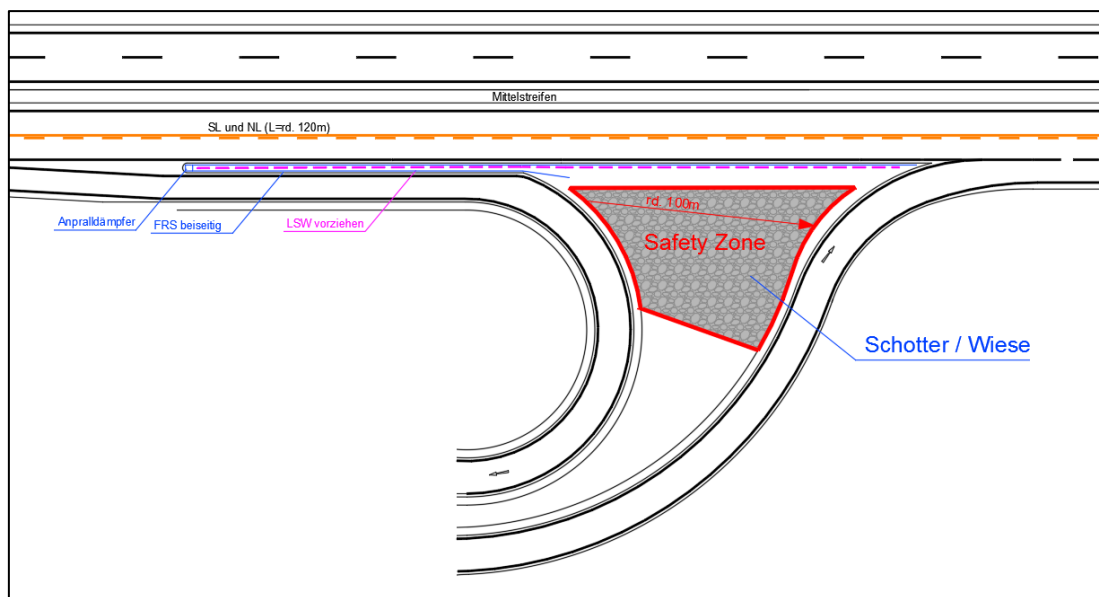 Mittelstreifen
SL und NL (L=rd. 120m)
Anpralldämpfer
FRS beiseitig
LSW vorziehen
rd. 100m
Safety Zone
Schotter / Wiese